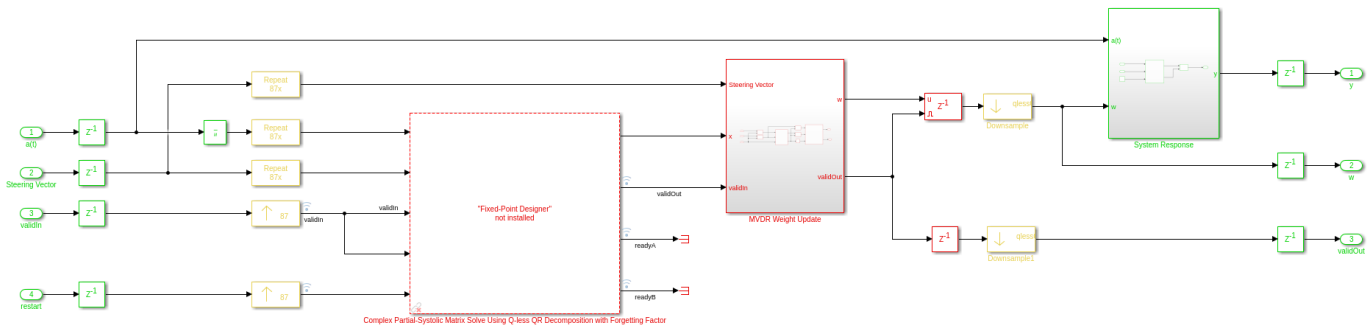 a(t)
y
1
y
Repeat
87x
Steering Vector
w
x
validIn
validOut
MVDR Weight Update
u
Z-1
Downsample
w
System Response
1
a(t)
Z-1
Repeat
87x
2
Steering Vector
Z-1
Repeat
87x
Z-1
2
w
3
validIn
Z-1
87
validIn
validIn
"Fixed-Point Designer"
not installed
validOut
readyA
readyB
Z-1
Downsample1
Z-1
3
validOut
4
restart
Z-1
87
Z-1
Complex Partial-Systolic Matrix Solve Using Q-less QR Decomposition with Forgetting Factor